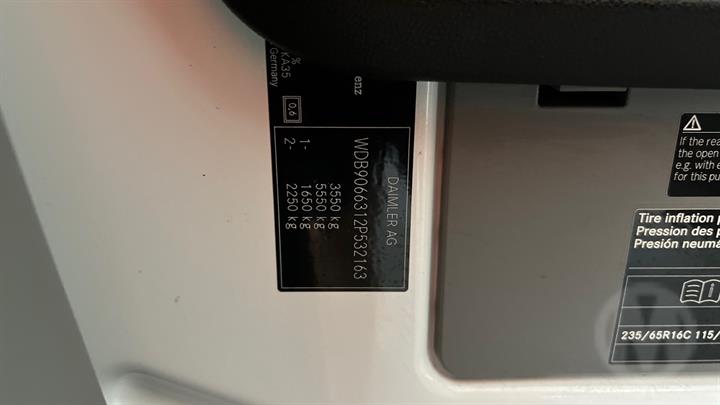 DAIMLER AG
WDB9066312P532163
3550 kg
5550 kg
1- 1650 kg
2- 2250 kg
0,6
enz
%
KA35
Germany
If the rea
the open
e.g. with e
for this pu
Tire inflation p
Pression des p
Presión neumá
235/65R16C 115/